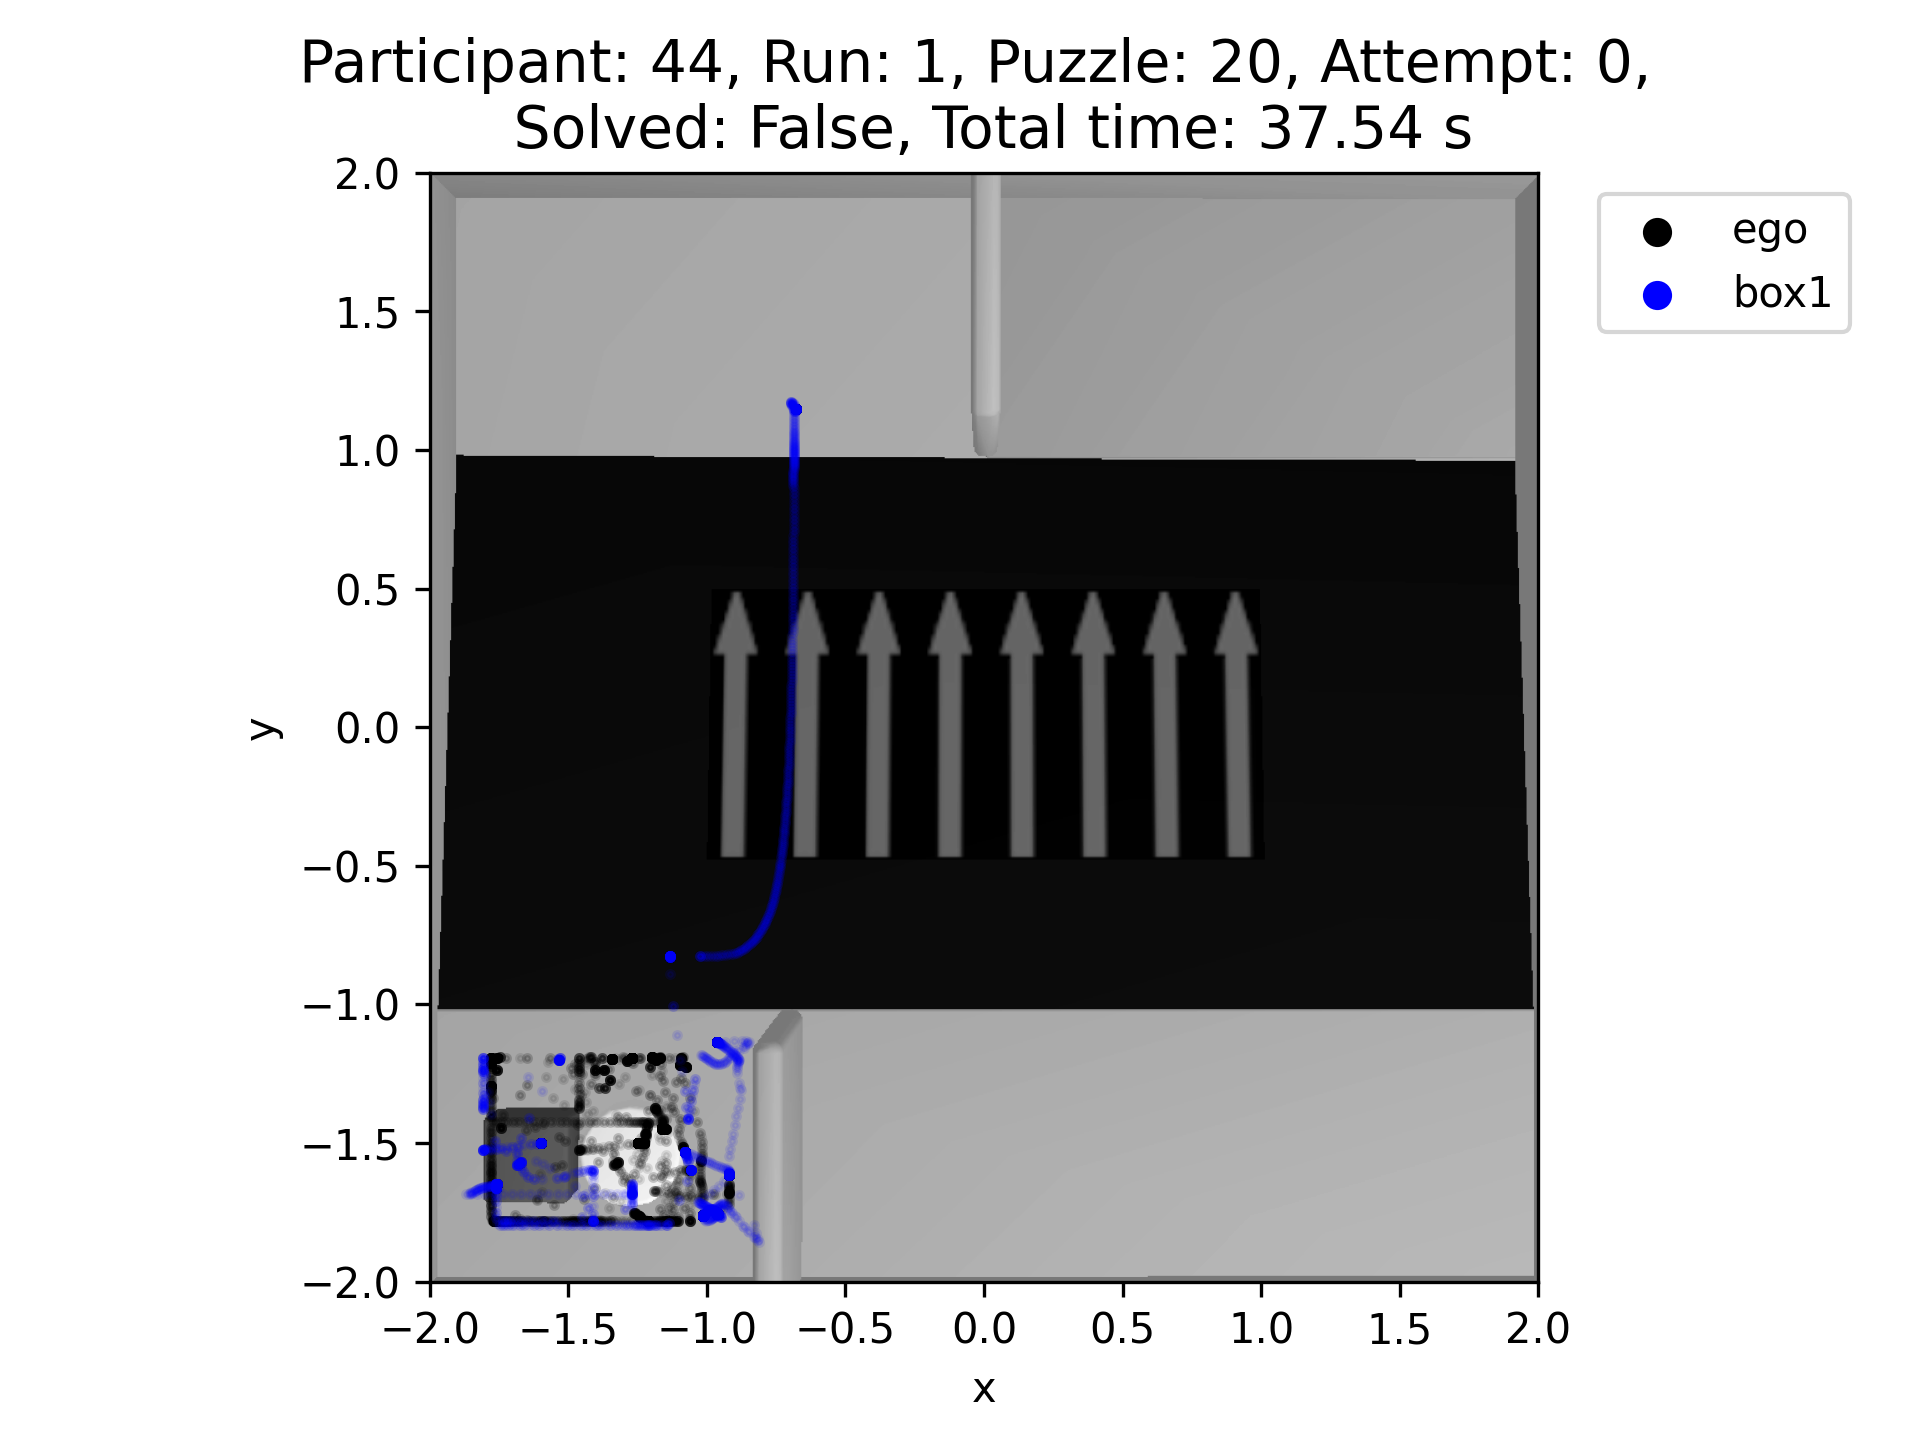 Participant: 44, Run: 1, Puzzle: 20, Attempt: 0,
Solved: False, Total time: 37.54 s
ego
box1
2.0
1.5
1.0
0.5
0.0
−0.5
−1.0
−1.5
−2.0
y
−2.0 −1.5 −1.0 −0.5 0.0 0.5 1.0 1.5 2.0
x